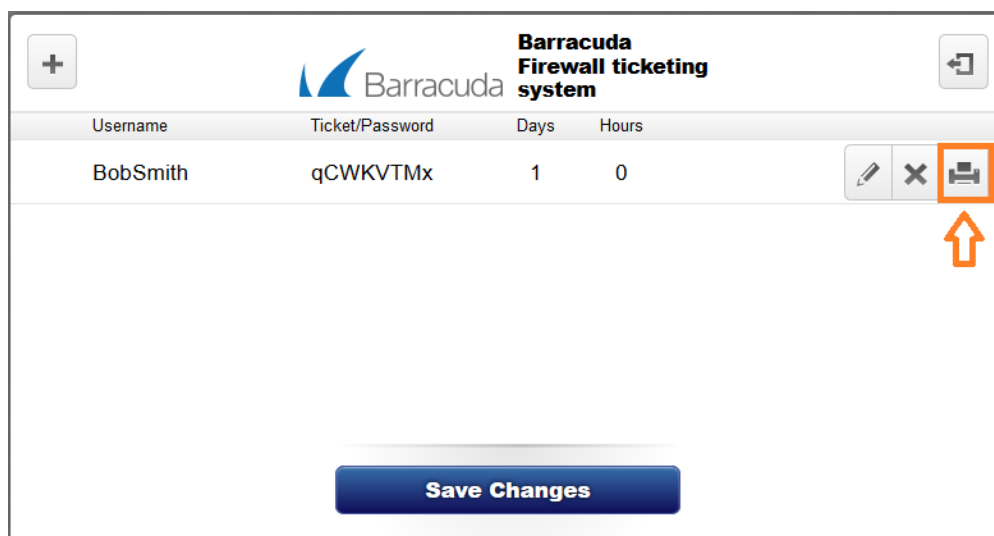 Barracuda
Barracuda
Firewall ticketing
system
Username Ticket/Password Days Hours
BobSmith qCWKVTMx 1 0
Save Changes